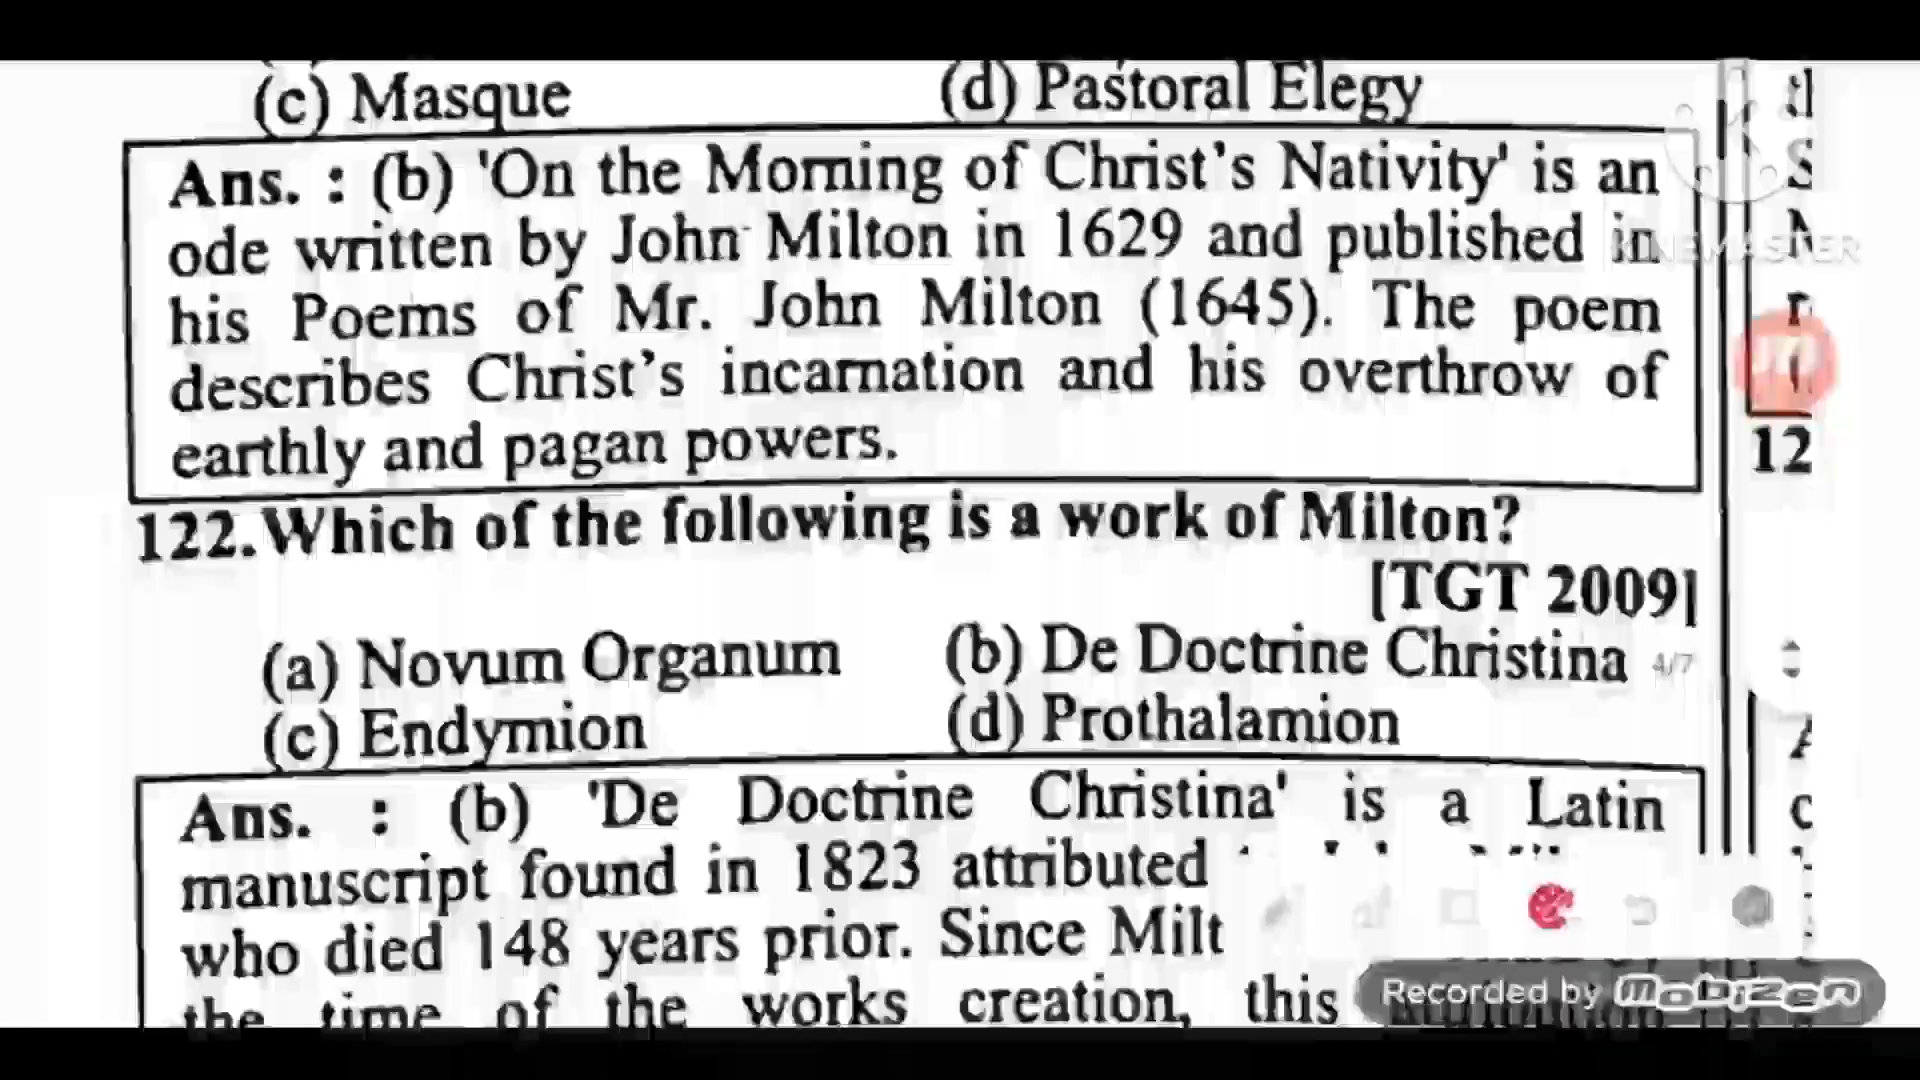 (c) Masque (d) Pastoral Elegy
Ans. : (b) 'On the Morning of Christ's Nativity' is an
ode written by John Milton in 1629 and published in
his Poems of Mr. John Milton (1645). The poem
describes Christ's incarnation and his overthrow of
earthly and pagan powers.
122. Which of the following is a work of Milton?
[TGT 2009]
(a) Novum Organum (b) De Doctrine Christina
(c) Endymion (d) Prothalamion
Ans. : (b) 'De Doctrine Christina' is a Latin
manuscript found in 1823 attributed
who died 148 years prior. Since Milt
the time of the works creation, this
KINEMASTER
12
4/7
Recorded by Mobizen